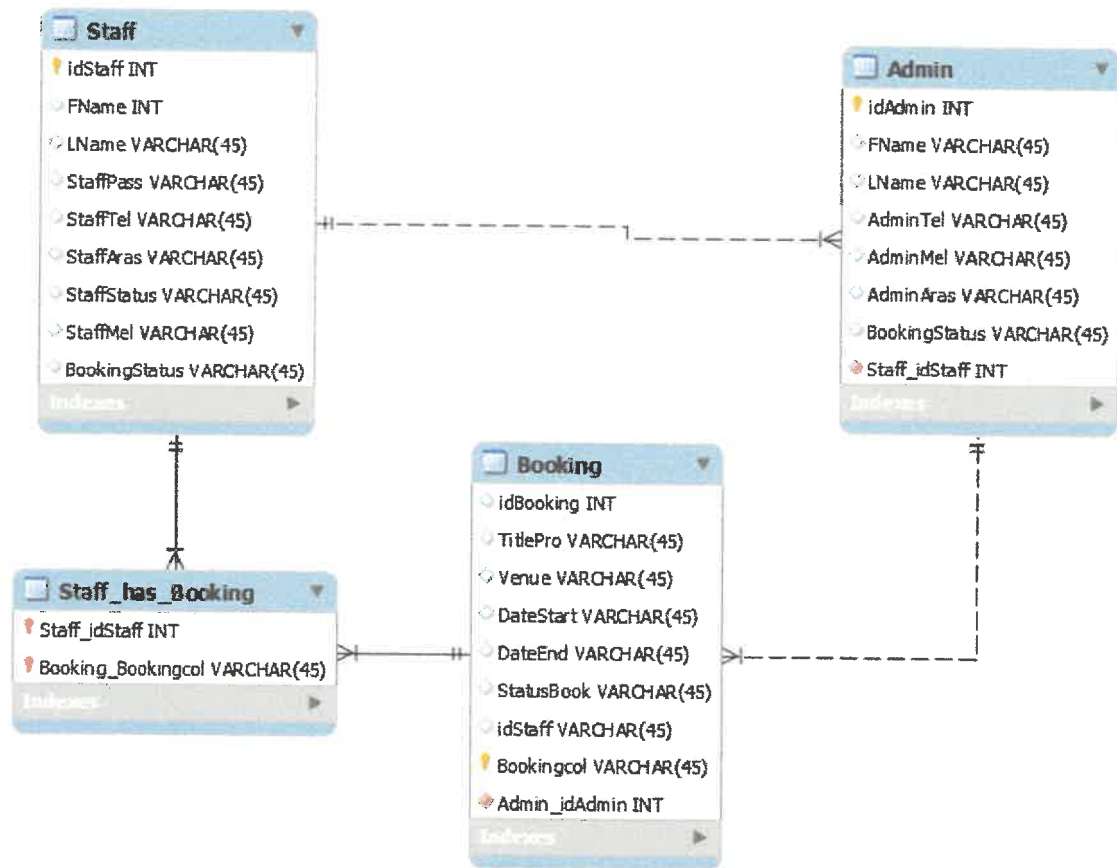 Staff
idStaff INT
FName INT
LName VARCHAR(45)
StaffPass VARCHAR(45)
StaffTel VARCHAR(45)
StaffAras VARCHAR(45)
StaffStatus VARCHAR(45)
StaffMel VARCHAR(45)
BookingStatus VARCHAR(45)
Indexes
Admin
idAdmin INT
FName VARCHAR(45)
LName VARCHAR(45)
AdminTel VARCHAR(45)
AdminMel VARCHAR(45)
AdminAras VARCHAR(45)
BookingStatus VARCHAR(45)
Staff_idStaff INT
Indexes
Staff_has_Booking
Staff_idStaff INT
Booking_Bookingcol VARCHAR(45)
Indexes
Booking
idBooking INT
TitlePro VARCHAR(45)
Venue VARCHAR(45)
DateStart VARCHAR(45)
DateEnd VARCHAR(45)
StatusBook VARCHAR(45)
idStaff VARCHAR(45)
Bookingcol VARCHAR(45)
Admin_idAdmin INT
Indexes